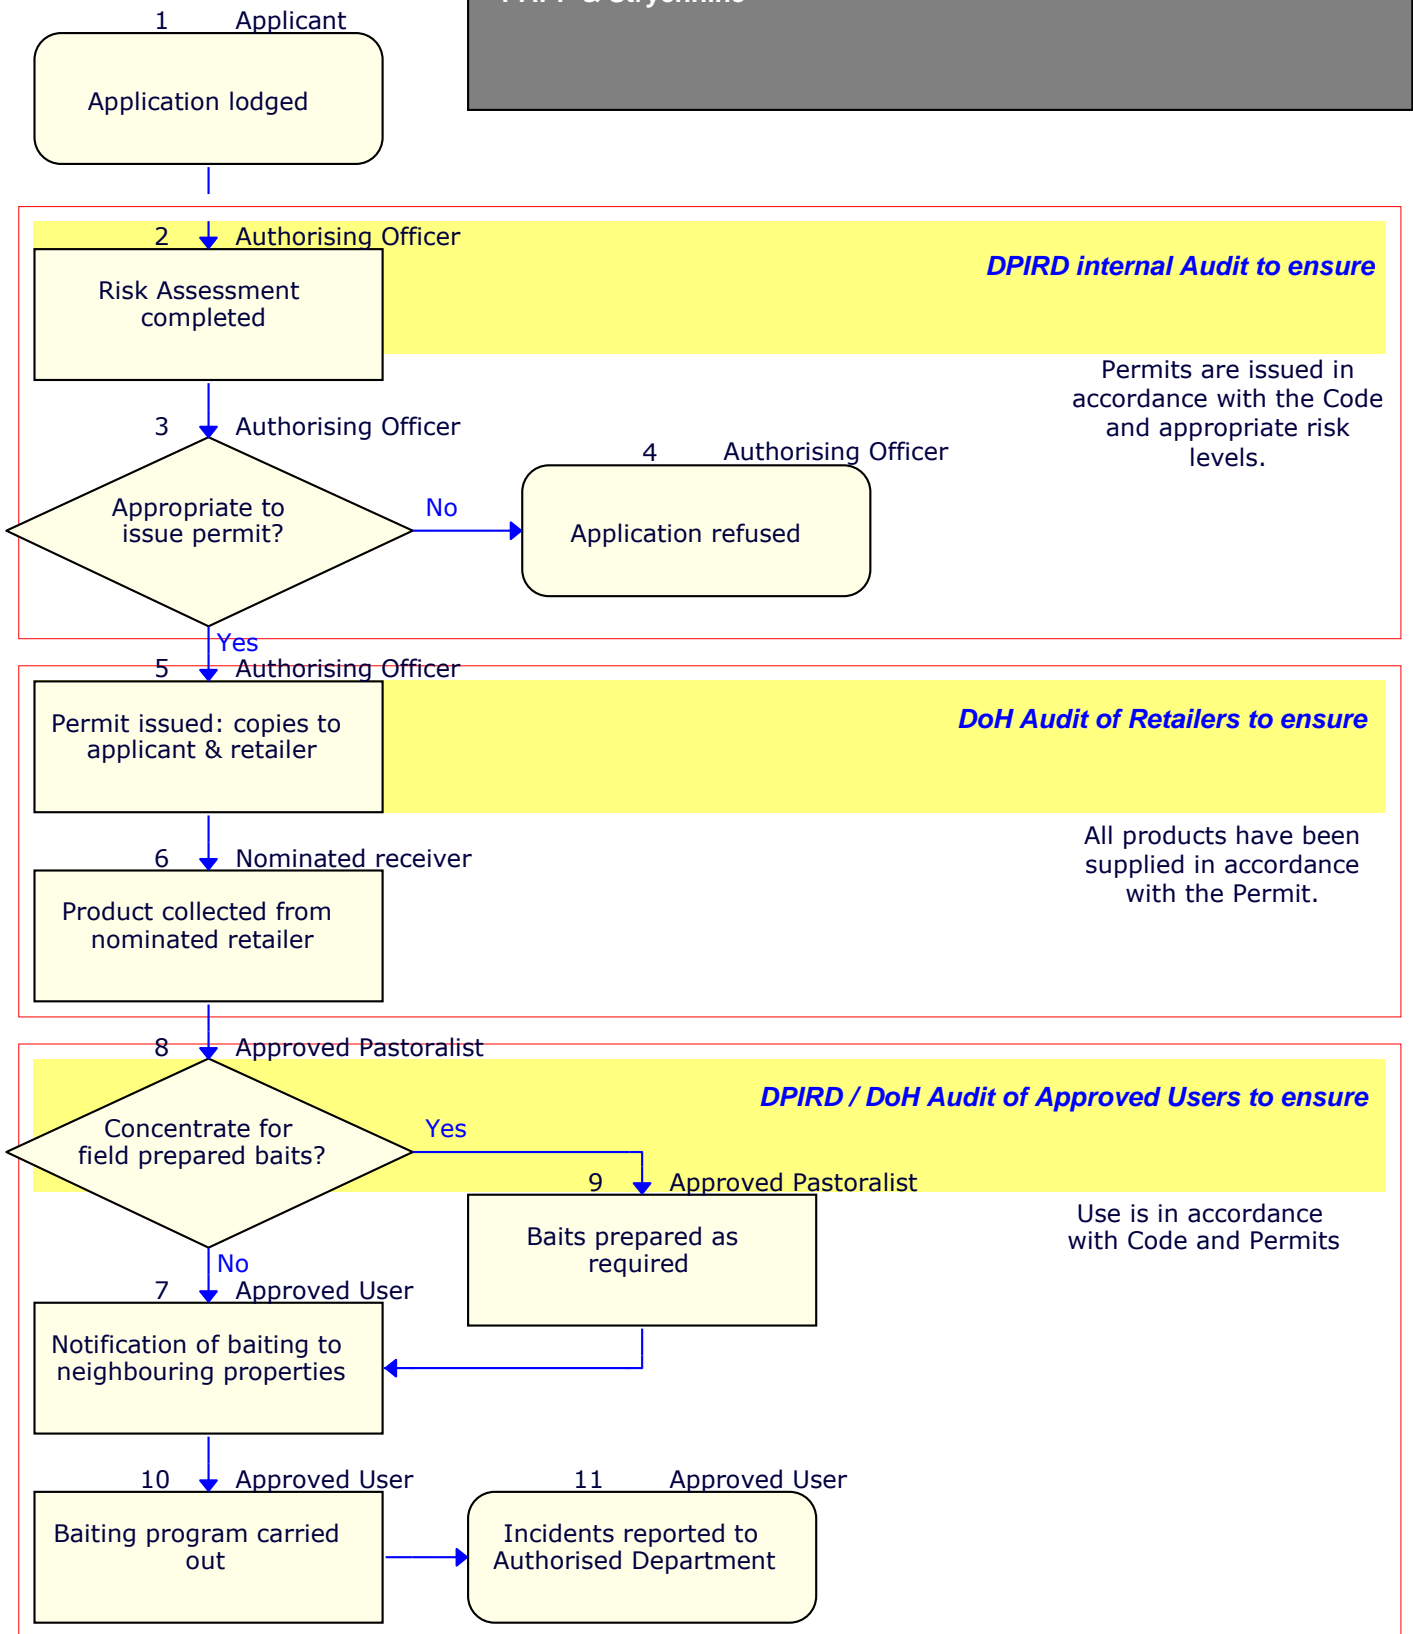 1 Applicant
Application lodged
2 Authorising Officer
DPIRD internal Audit to ensure
Risk Assessment
completed
Permits are issued in
accordance with the Code
and appropriate risk
levels.
3 Authorising Officer
Appropriate to
issue permit?
No
4 Authorising Officer
Application refused
Yes
5 Authorising Officer
Permit issued: copies to
applicant & retailer
DoH Audit of Retailers to ensure
All products have been
supplied in accordance
with the Permit.
6 Nominated receiver
Product collected from
nominated retailer
8 Approved Pastoralist
DPIRD / DoH Audit of Approved Users to ensure
Concentrate for
field prepared baits?
Yes
9 Approved Pastoralist
Baits prepared as
required
Use is in accordance
with Code and Permits
No
7 Approved User
Notification of baiting to
neighbouring properties
10 Approved User
Baiting program carried
out
11 Approved User
Incidents reported to
Authorised Department